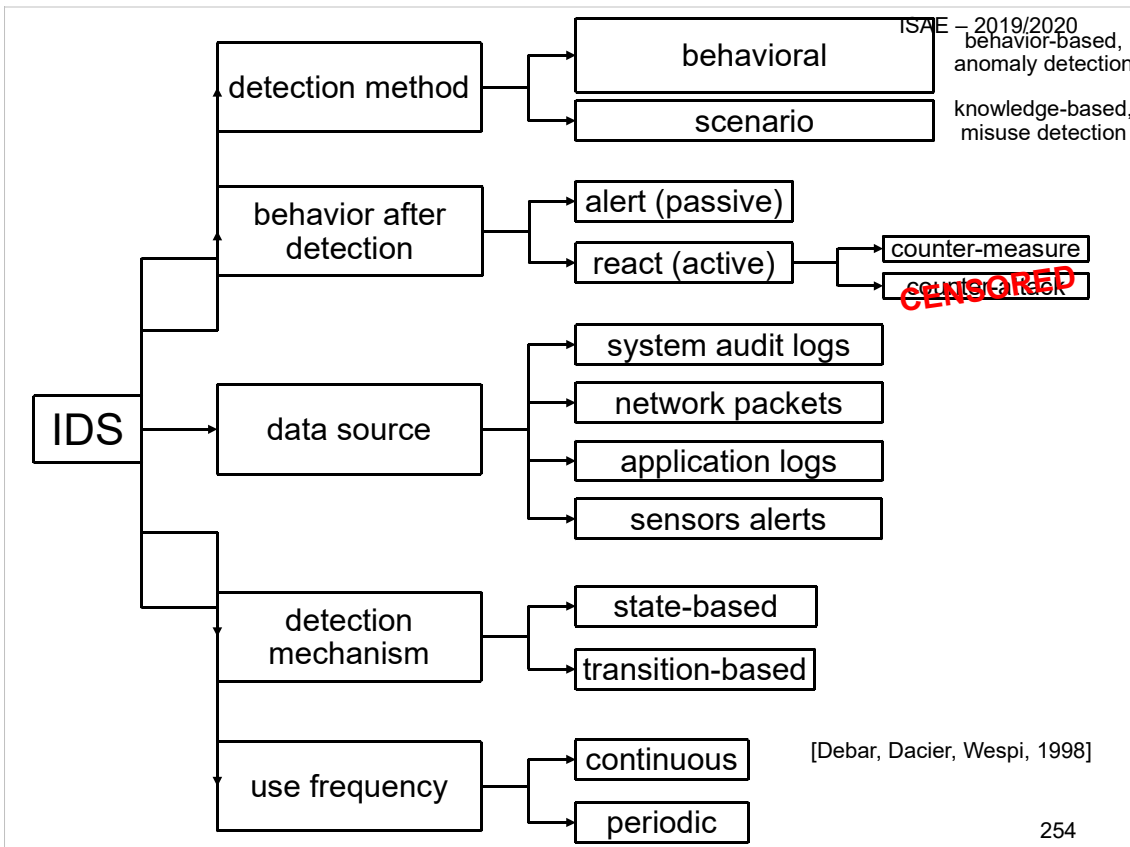 ISAE – 2019/2020
detection method
behavioral
behavior-based,
anomaly detection
scenario
knowledge-based,
misuse detection
behavior after
detection
alert (passive)
react (active)
counter-measure
counter-attack
CENSORED
IDS
data source
system audit logs
network packets
application logs
sensors alerts
detection
mechanism
state-based
transition-based
use frequency
continuous
periodic
[Debar, Dacier, Wespi, 1998]
254